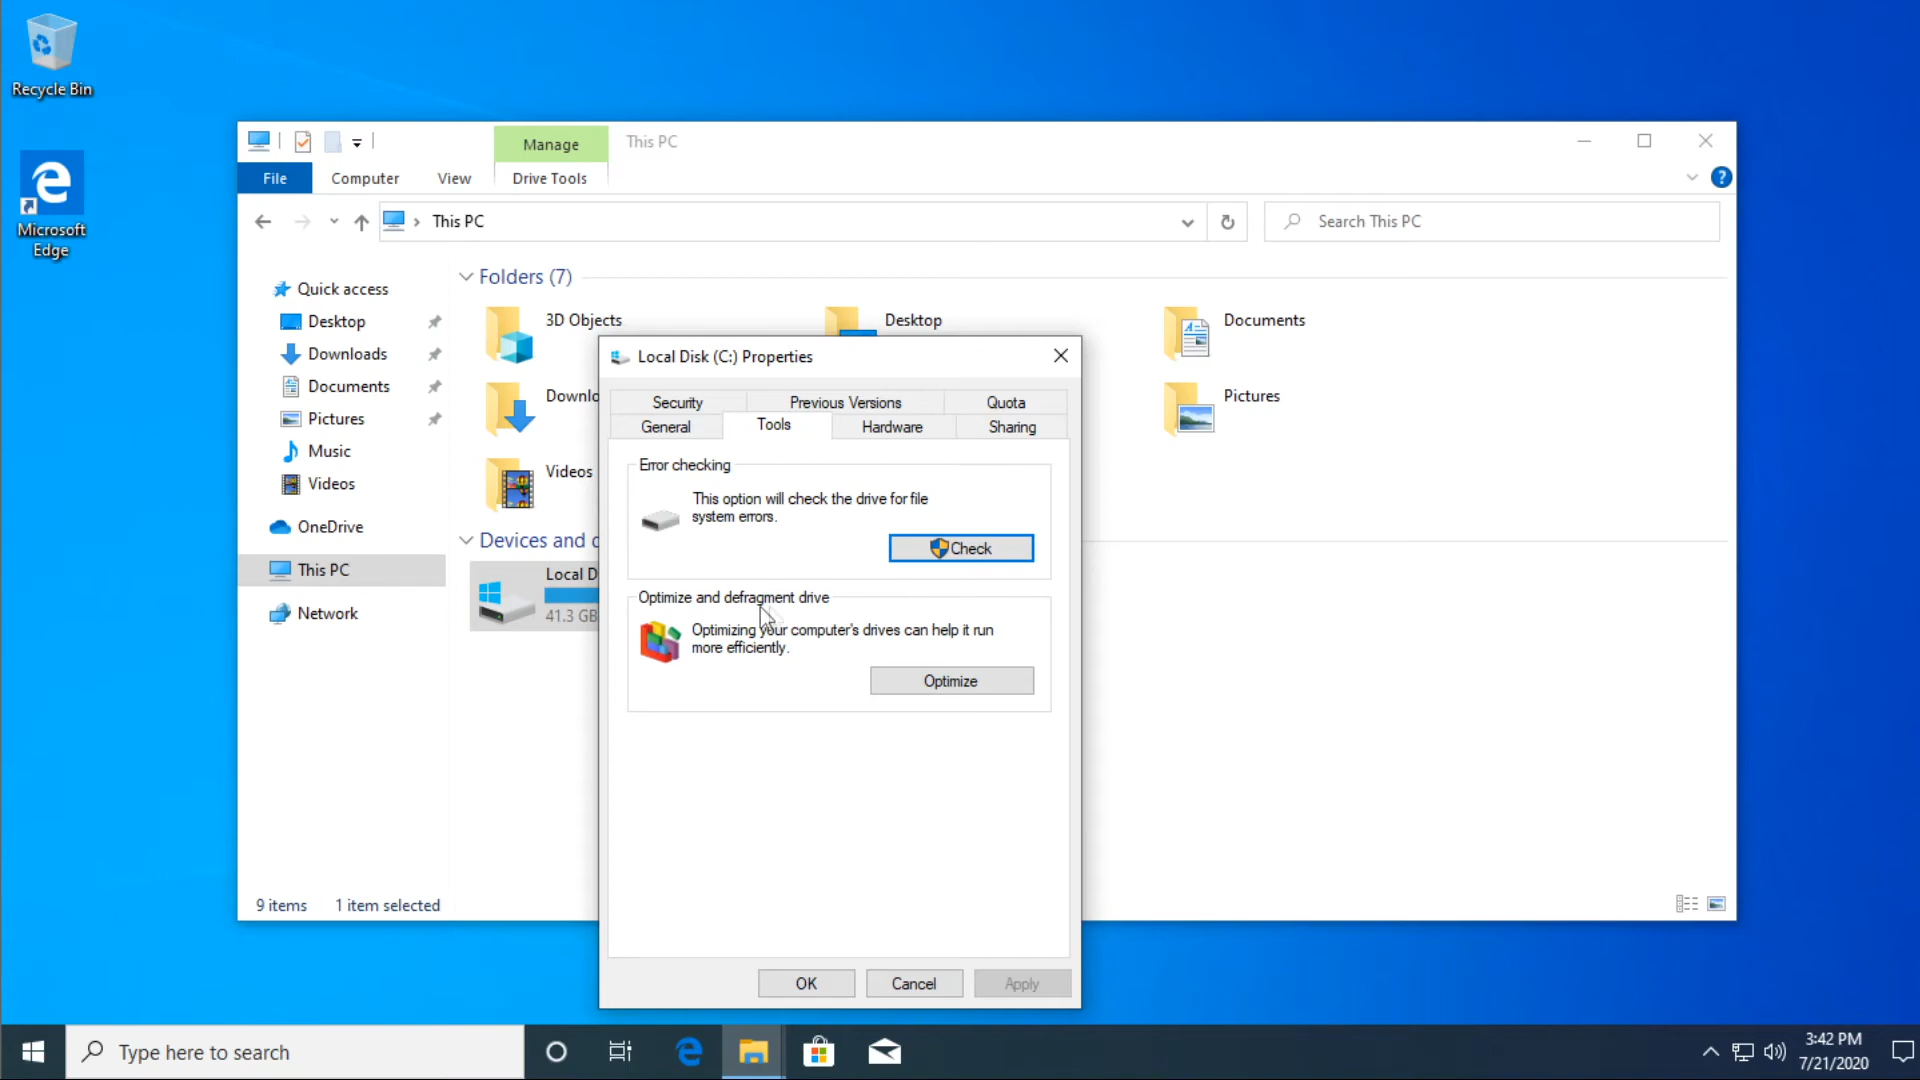 Recycle Bin
Microsoft
Edge
Manage
This PC
File
Computer
View
Drive Tools
This PC
Search This PC
Quick access
Desktop
Downloads
Documents
Pictures
Music
Videos
OneDrive
This PC
Network
Folders (7)
3D Objects
Desktop
Documents
Downlo
Pictures
Videos
Devices and
Local D
41.3 GB
9 items
1 item selected
Local Disk (C:) Properties
Security
Previous Versions
Quota
General
Tools
Hardware
Sharing
Error checking
This option will check the drive for file
system errors.
Check
Optimize and defragment drive
Optimizing your computer's drives can help it run
more efficiently.
Optimize
OK
Cancel
Apply
Type here to search
3:42 PM
7/21/2020